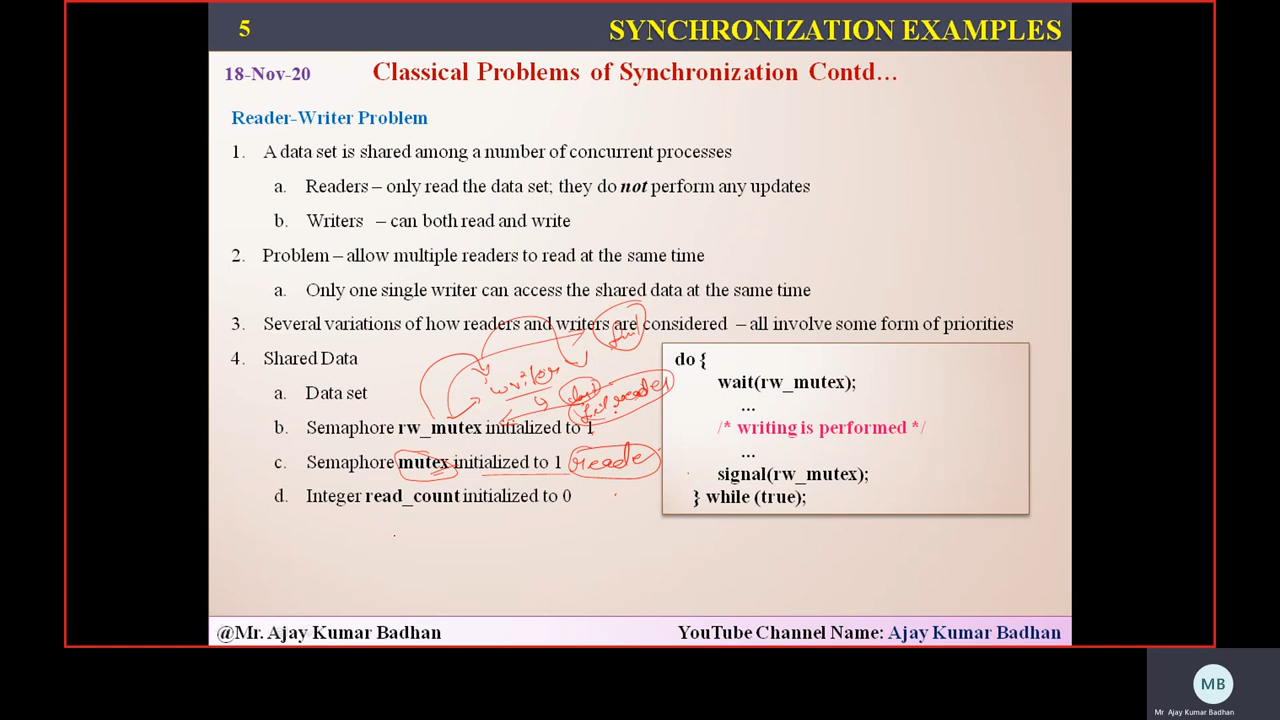 5
SYNCHRONIZATION EXAMPLES
18-Nov-20
Classical Problems of Synchronization Contd...
Reader-Writer Problem
1. A data set is shared among a number of concurrent processes
a. Readers – only read the data set; they do not perform any updates
b. Writers – can both read and write
2. Problem – allow multiple readers to read at the same time
a. Only one single writer can access the shared data at the same time
3. Several variations of how readers and writers are considered – all involve some form of priorities
4. Shared Data
a. Data set
writer
reader
b. Semaphore rw_mutex initialized to 1
c. Semaphore mutex initialized to 1
reade
d. Integer read_count initialized to 0
do {
wait(rw_mutex);
...
/* writing is performed */
...
signal(rw_mutex);
} while (true);
@Mr. Ajay Kumar Badhan
YouTube Channel Name: Ajay Kumar Badhan
MB
Mr Ajay Kumar Badhan